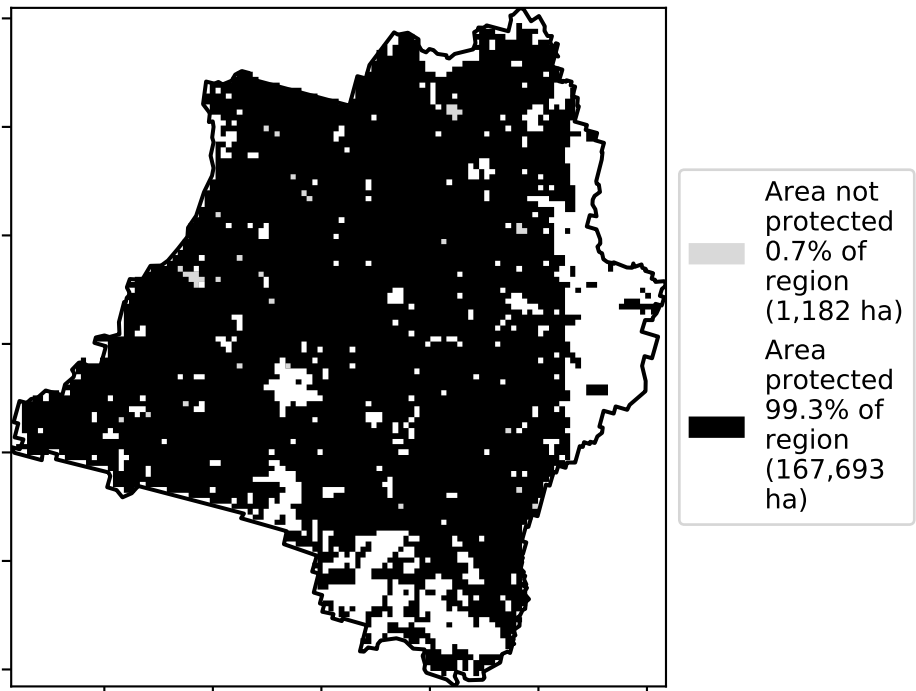 Area not
protected
0.7% of
region
(1,182 ha)
Area
protected
99.3% of
region
(167,693
ha)